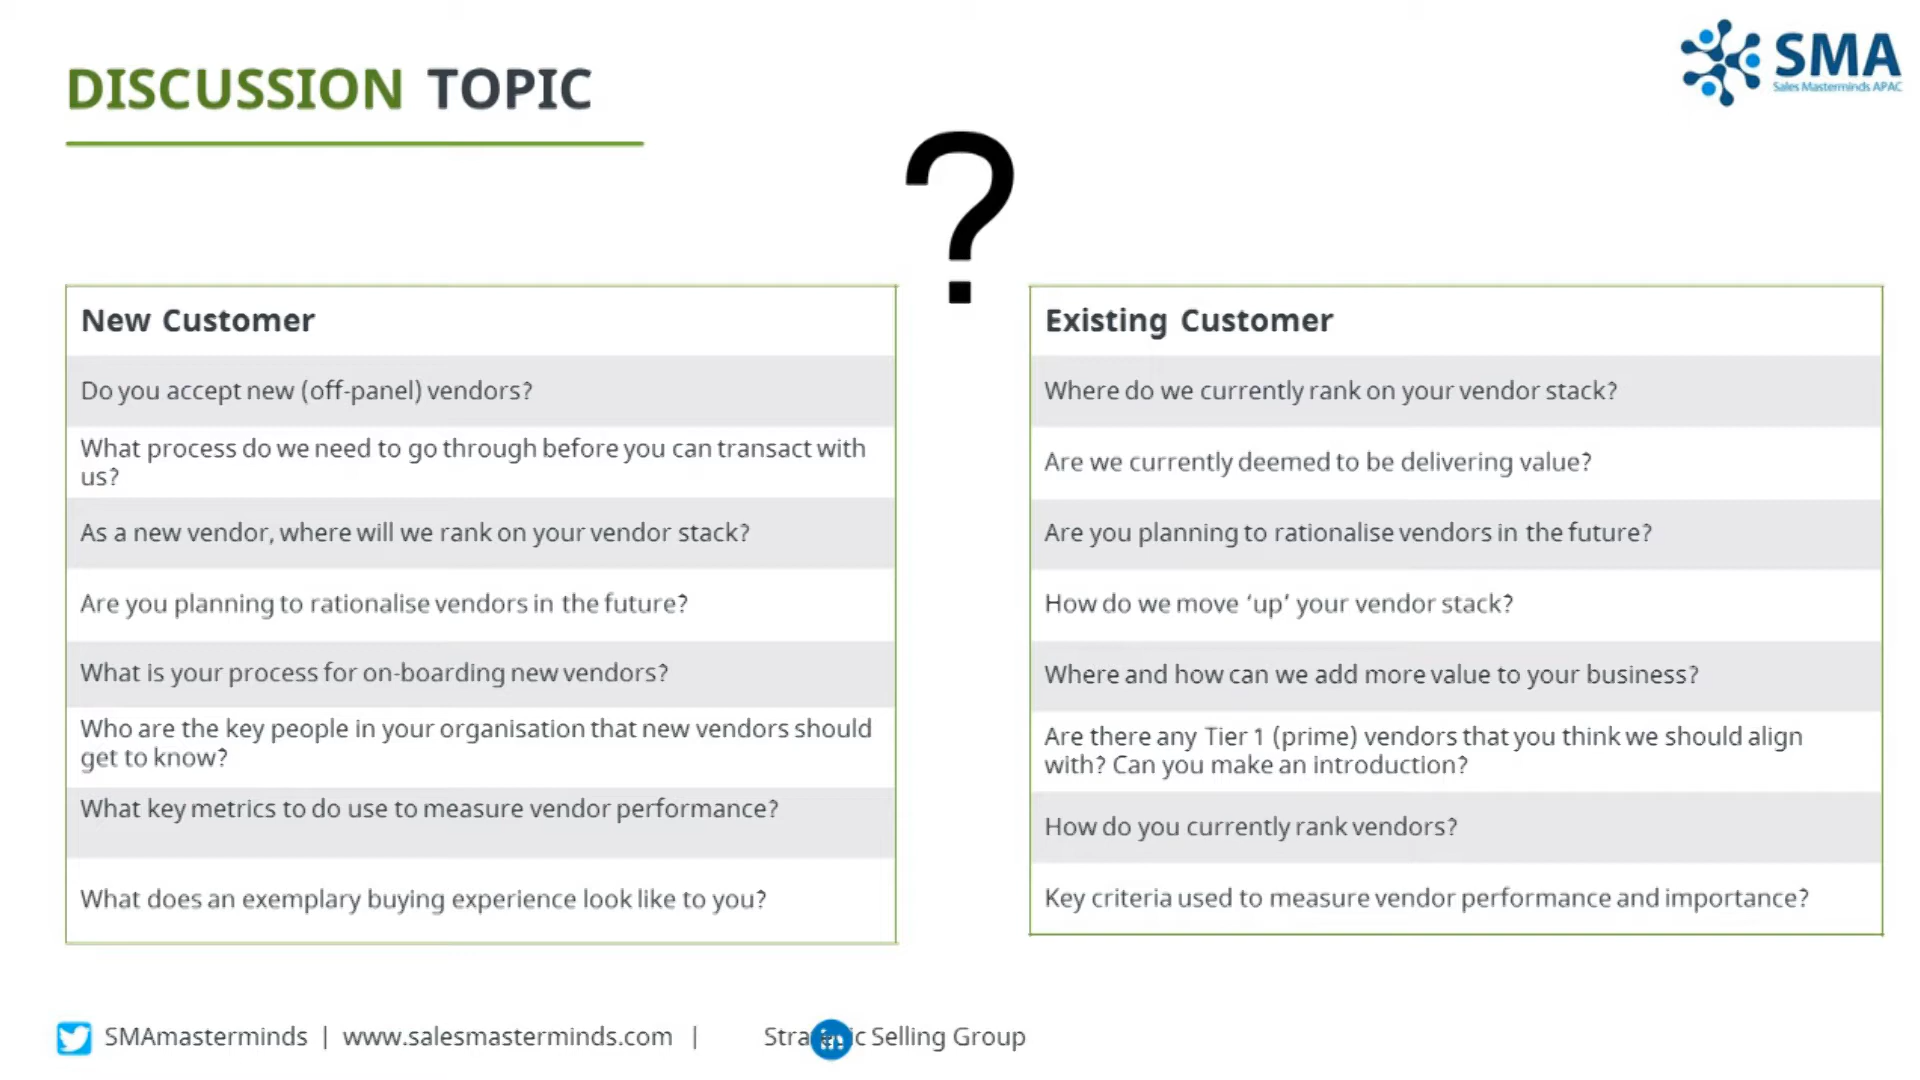 DISCUSSION TOPIC
SMA
Sales Masterminds APAC
?
New Customer
Do you accept new (off-panel) vendors?
What process do we need to go through before you can transact with
us?
As a new vendor, where will we rank on your vendor stack?
Are you planning to rationalise vendors in the future?
What is your process for on-boarding new vendors?
Who are the key people in your organisation that new vendors should
get to know?
What key metrics to do use to measure vendor performance?
What does an exemplary buying experience look like to you?
Existing Customer
Where do we currently rank on your vendor stack?
Are we currently deemed to be delivering value?
Are you planning to rationalise vendors in the future?
How do we move ‘up’ your vendor stack?
Where and how can we add more value to your business?
Are there any Tier 1 (prime) vendors that you think we should align
with? Can you make an introduction?
How do you currently rank vendors?
Key criteria used to measure vendor performance and importance?
SMAmasterminds | www.salesmasterminds.com | Strategic Selling Group